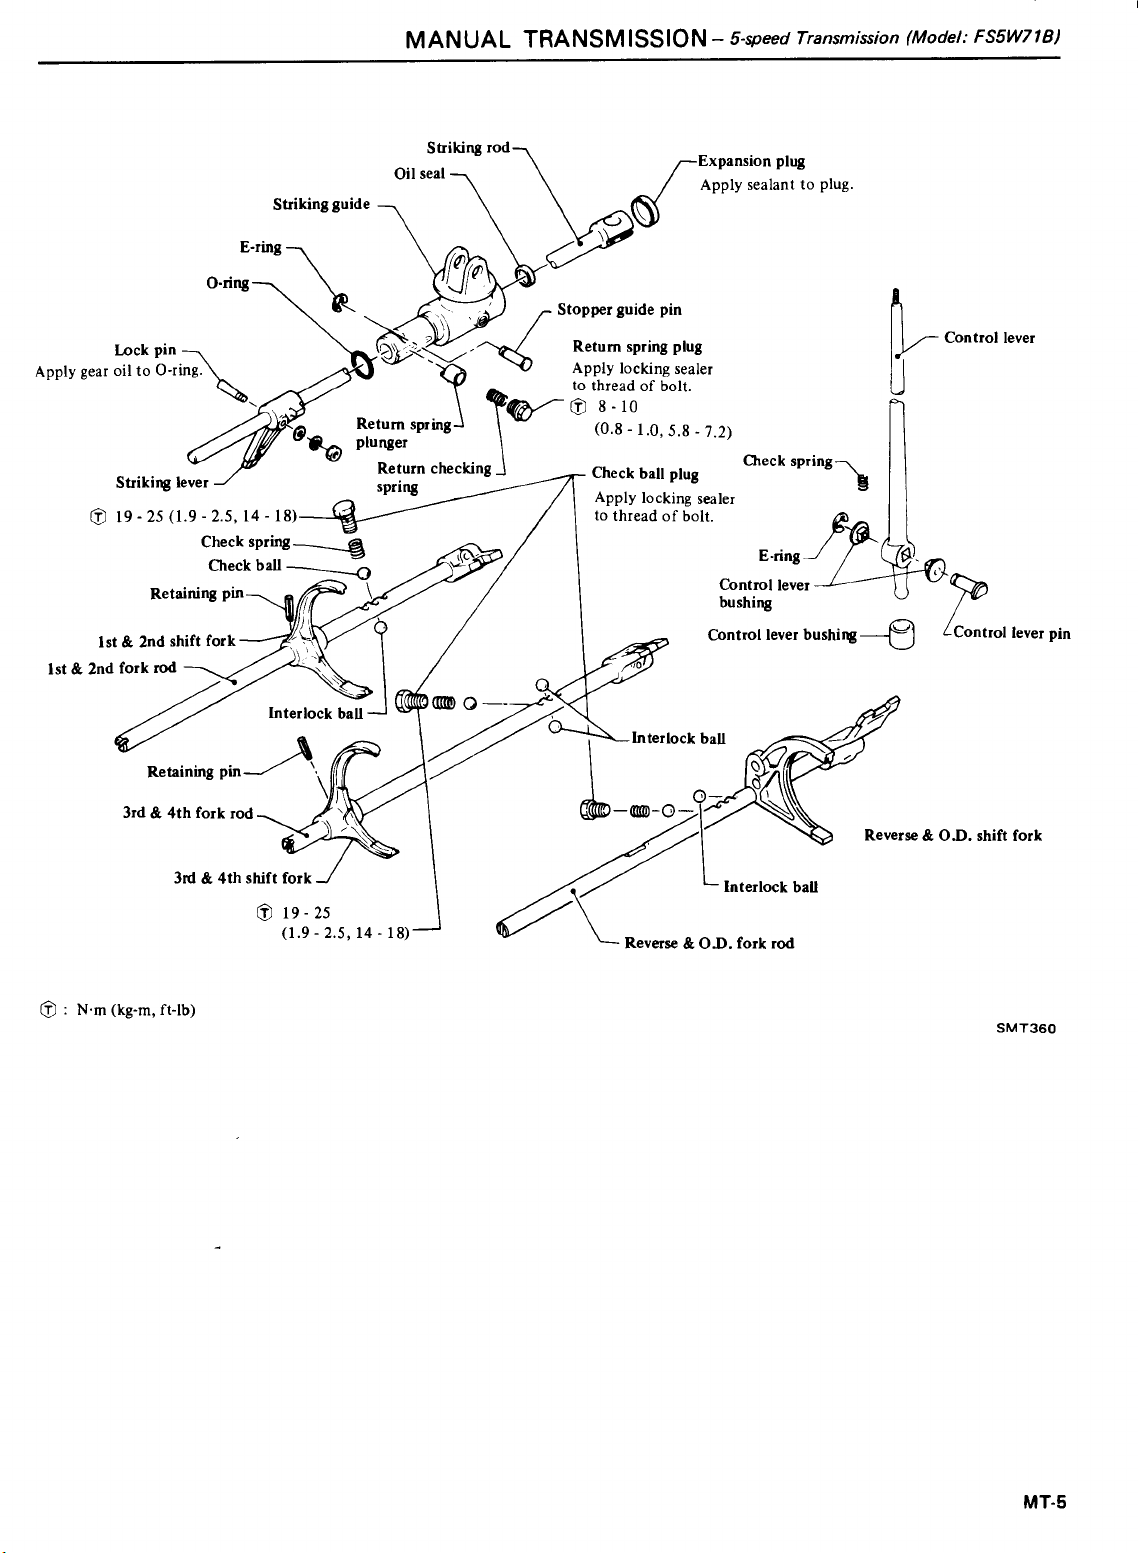 MANUAL TRANSMISSION – 5-speed Transmission (Model: FS5W71B)
Striking rod
Expansion plug
Apply sealant to plug.
Oil seal
Striking guide
E-ring
O-ring
Stopper guide pin
Control lever
Lock pin
Apply gear oil to O-ring.
Return spring plug
Apply locking sealer
to thread of bolt.
Ⓣ 8 - 10
(0.8 - 1.0, 5.8 - 7.2)
Return spring
plunger
Return checking
spring
Striking lever
Check spring
Check ball plug
Apply locking sealer
to thread of bolt.
Ⓣ 19 - 25 (1.9 - 2.5, 14 - 18)
Check spring
Check ball
E-ring
Control lever
bushing
Retaining pin
Control lever bushing
Control lever pin
1st & 2nd shift fork
1st & 2nd fork rod
Interlock ball
Interlock ball
Retaining pin
3rd & 4th fork rod
Reverse & O.D. shift fork
3rd & 4th shift fork
Interlock ball
Ⓣ 19 - 25
(1.9 - 2.5, 14 - 18)
Reverse & O.D. fork rod
Ⓣ : N·m (kg-m, ft-lb)
SMT360
MT-5